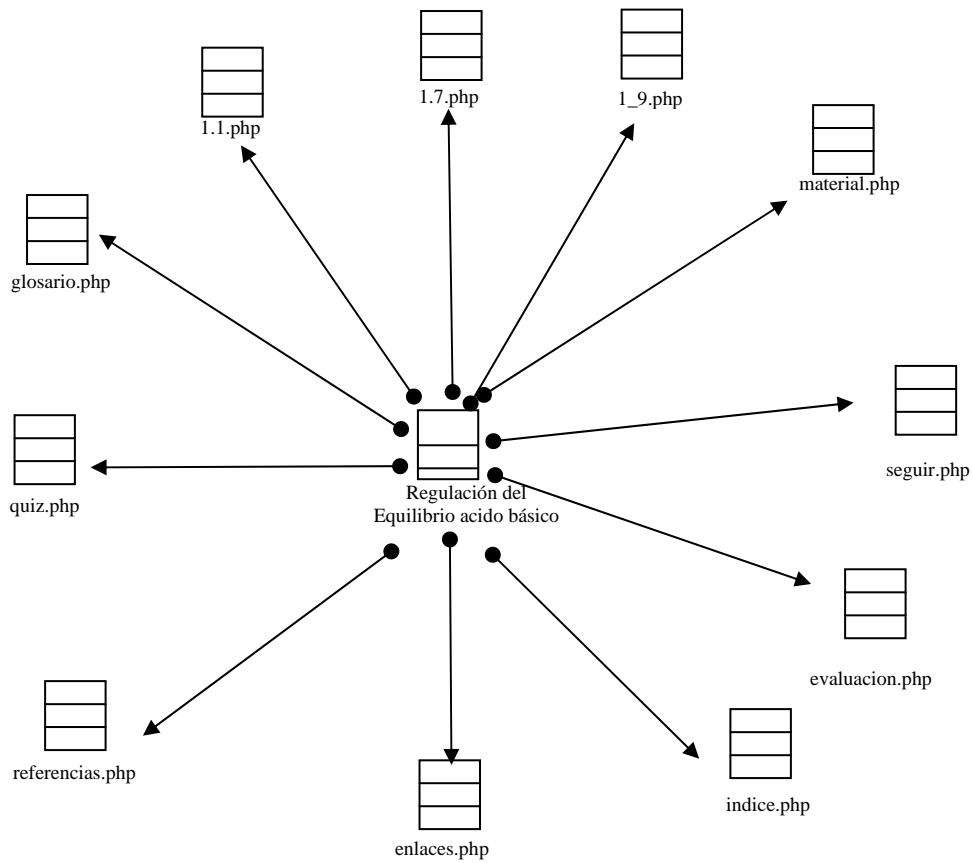 1.7.php
1_9.php
1.1.php
material.php
glosario.php
seguir.php
Regulación del
Equilibrio acido básico
quiz.php
evaluacion.php
referencias.php
indice.php
enlaces.php